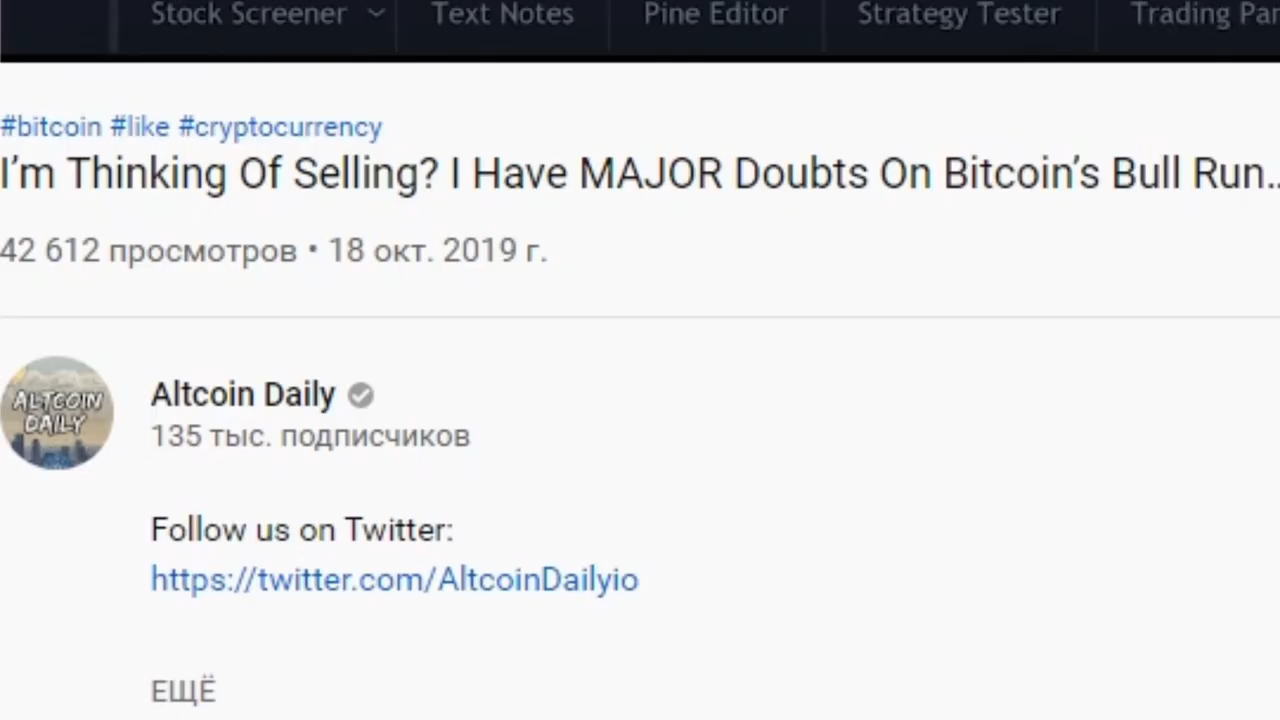 Stock Screener Text Notes Pine Editor Strategy Tester Trading
#bitcoin #like #cryptocurrency
I'm Thinking Of Selling? I Have MAJOR Doubts On Bitcoin's Bull Run..
42 612 просмотров • 18 окт. 2019 г.
ALTCOIN
DAILY
Altcoin Daily
135 тыс. подписчиков
Follow us on Twitter:
https://twitter.com/AltcoinDailyio
ЕЩЁ